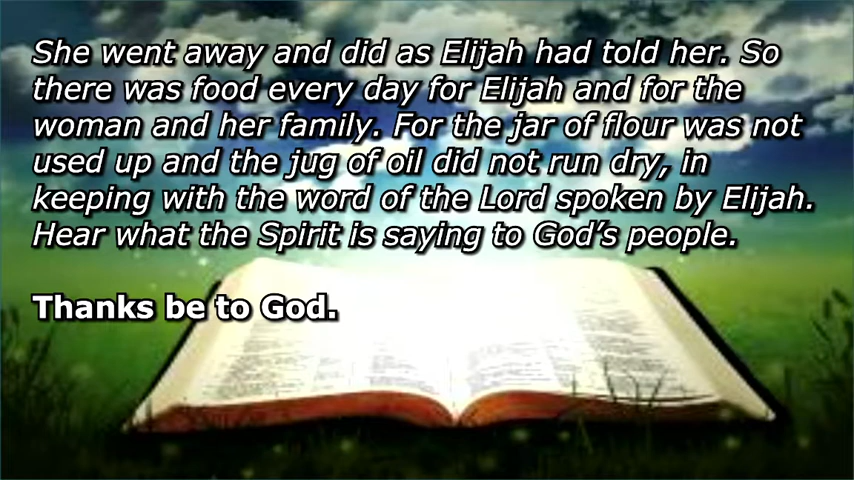 She went away and did as Elijah had told her. So
there was food every day for Elijah and for the
woman and her family. For the jar of flour was not
used up and the jug of oil did not run dry, in
keeping with the word of the Lord spoken by Elijah.
Hear what the Spirit is saying to God’s people.
Thanks be to God.